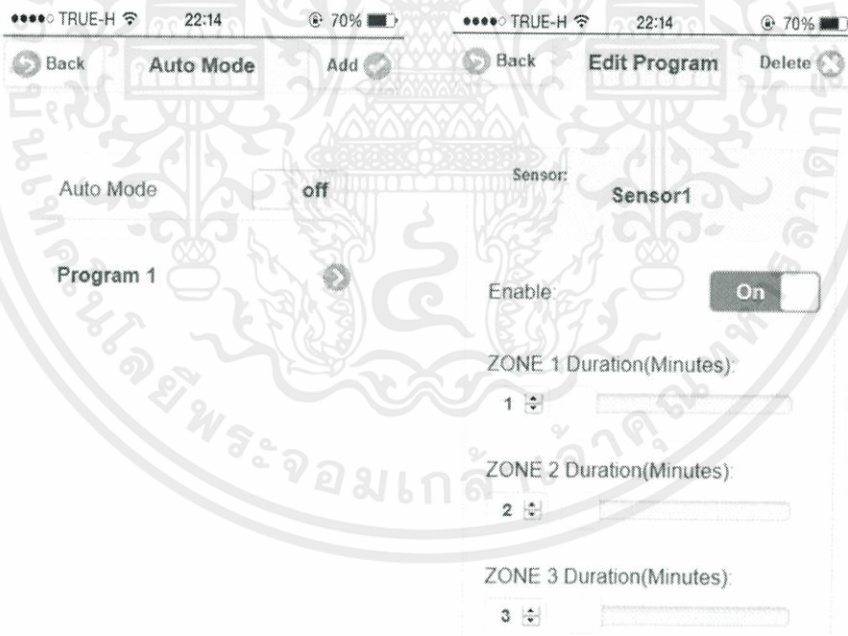 TRUE-H 22:14 70%
Back Auto Mode Add
Auto Mode off
Program 1
TRUE-H 22:14 70%
Back Edit Program Delete
Sensor:
Sensor1
Enable: On
ZONE 1 Duration(Minutes):
1
ZONE 2 Duration(Minutes):
2
ZONE 3 Duration(Minutes):
3